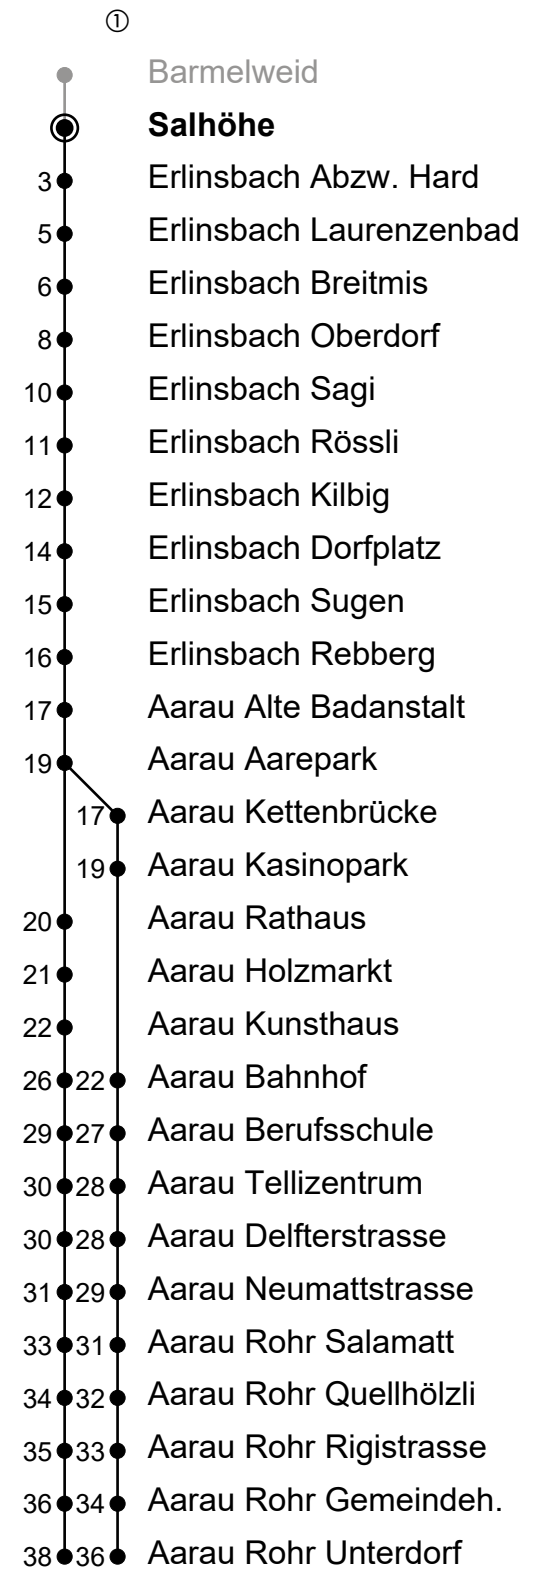 ①
Barmelweid
Salhöhe
3 Erlinsbach Abzw. Hard
5 Erlinsbach Laurenzenbad
6 Erlinsbach Breitmis
8 Erlinsbach Oberdorf
10 Erlinsbach Sagi
11 Erlinsbach Rössli
12 Erlinsbach Kilbig
14 Erlinsbach Dorfplatz
15 Erlinsbach Sugen
16 Erlinsbach Rebberg
17 Aarau Alte Badanstalt
19 Aarau Aarepark
17 Aarau Kettenbrücke
19 Aarau Kasinopark
20 Aarau Rathaus
21 Aarau Holzmarkt
22 Aarau Kunsthaus
26 22 Aarau Bahnhof
29 27 Aarau Berufsschule
30 28 Aarau Tellizentrum
30 28 Aarau Delfterstrasse
31 29 Aarau Neumattstrasse
33 31 Aarau Rohr Salamatt
34 32 Aarau Rohr Quellhölzli
35 33 Aarau Rohr Rigistrasse
36 34 Aarau Rohr Gemeindeh.
38 36 Aarau Rohr Unterdorf